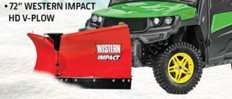 • 72" WESTERN IMPACT
HD V-PLOW
WESTERN
IMPACT